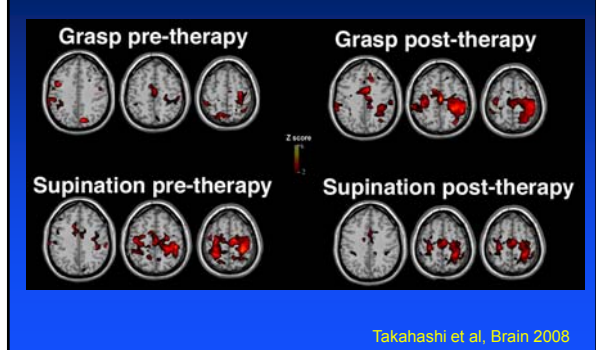 Grasp pre-therapy
Grasp post-therapy
Z score
Supination pre-therapy
Supination post-therapy
Takahashi et al, Brain 2008